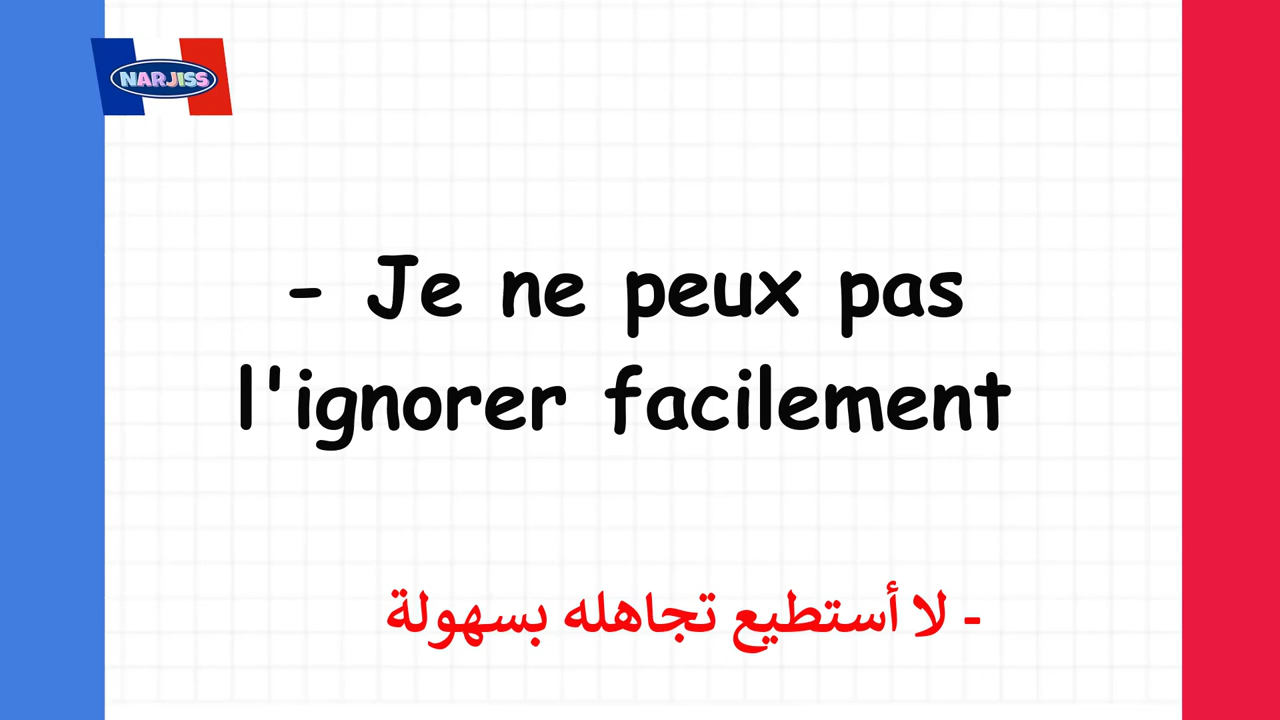 NARJISS
- Je ne peux pas
l'ignorer facilement
- لا أستطيع تجاهله بسهولة